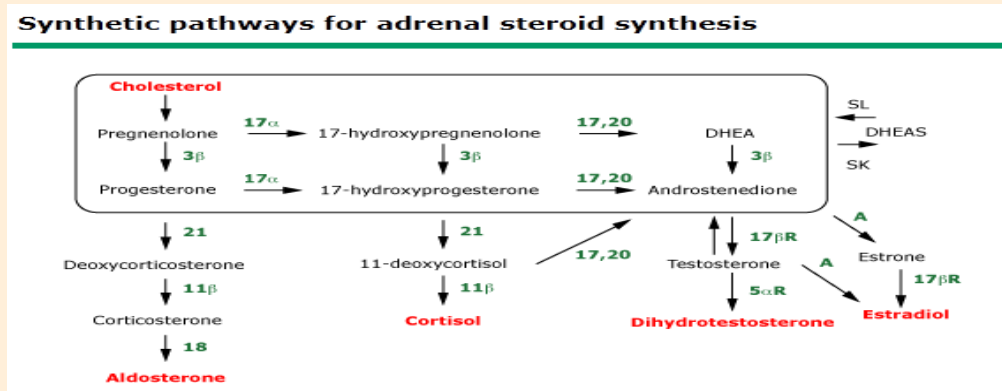 Synthetic pathways for adrenal steroid synthesis
Cholesterol
SL
17α 17,20
Pregnenolone 17-hydroxypregnenolone DHEA DHEAS
3β 3β 3β
SK
17α 17,20
Progesterone 17-hydroxyprogesterone Androstenedione
A
21 21 17βR
17,20
Deoxycorticosterone 11-deoxycortisol Testosterone A Estrone
11β 11β 5αR 17βR
Corticosterone Cortisol Dihydrotestosterone Estradiol
18
Aldosterone